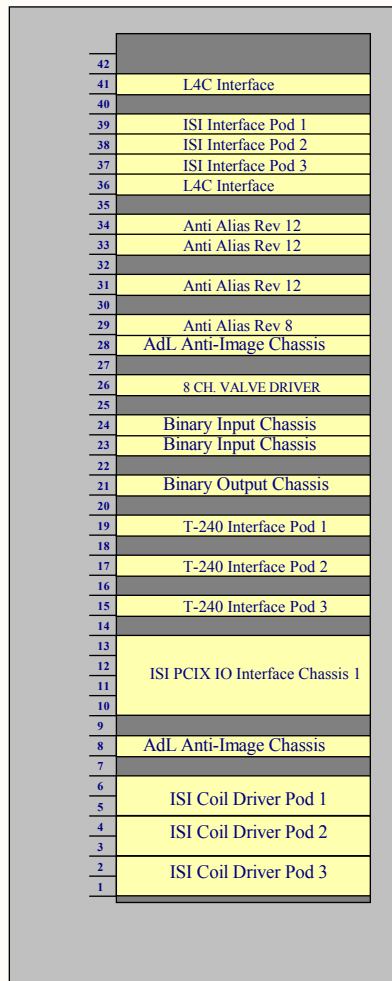 42
41 L4C Interface
40
39 ISI Interface Pod 1
38 ISI Interface Pod 2
37 ISI Interface Pod 3
36 L4C Interface
35
34 Anti Alias Rev 12
33 Anti Alias Rev 12
32
31 Anti Alias Rev 12
30
29 Anti Alias Rev 8
28 AdL Anti-Image Chassis
27
26 8 CH. VALVE DRIVER
25
24 Binary Input Chassis
23 Binary Input Chassis
22
21 Binary Output Chassis
20
19 T-240 Interface Pod 1
18
17 T-240 Interface Pod 2
16
15 T-240 Interface Pod 3
14
13
12 ISI PCIX IO Interface Chassis 1
11
10
9
8 AdL Anti-Image Chassis
7
6 ISI Coil Driver Pod 1
5
4 ISI Coil Driver Pod 2
3
2 ISI Coil Driver Pod 3
1